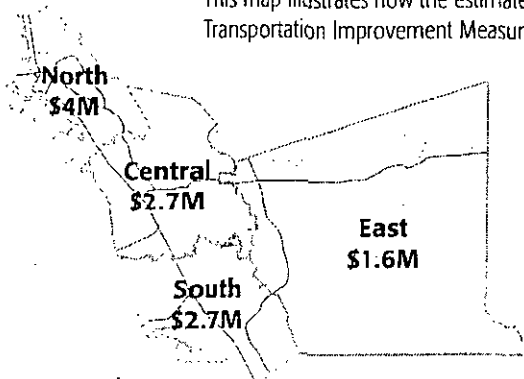 This map illustrates how the estimate
Transportation Improvement Measur
North
$4M
Central
$2.7M
East
$1.6M
South
$2.7M